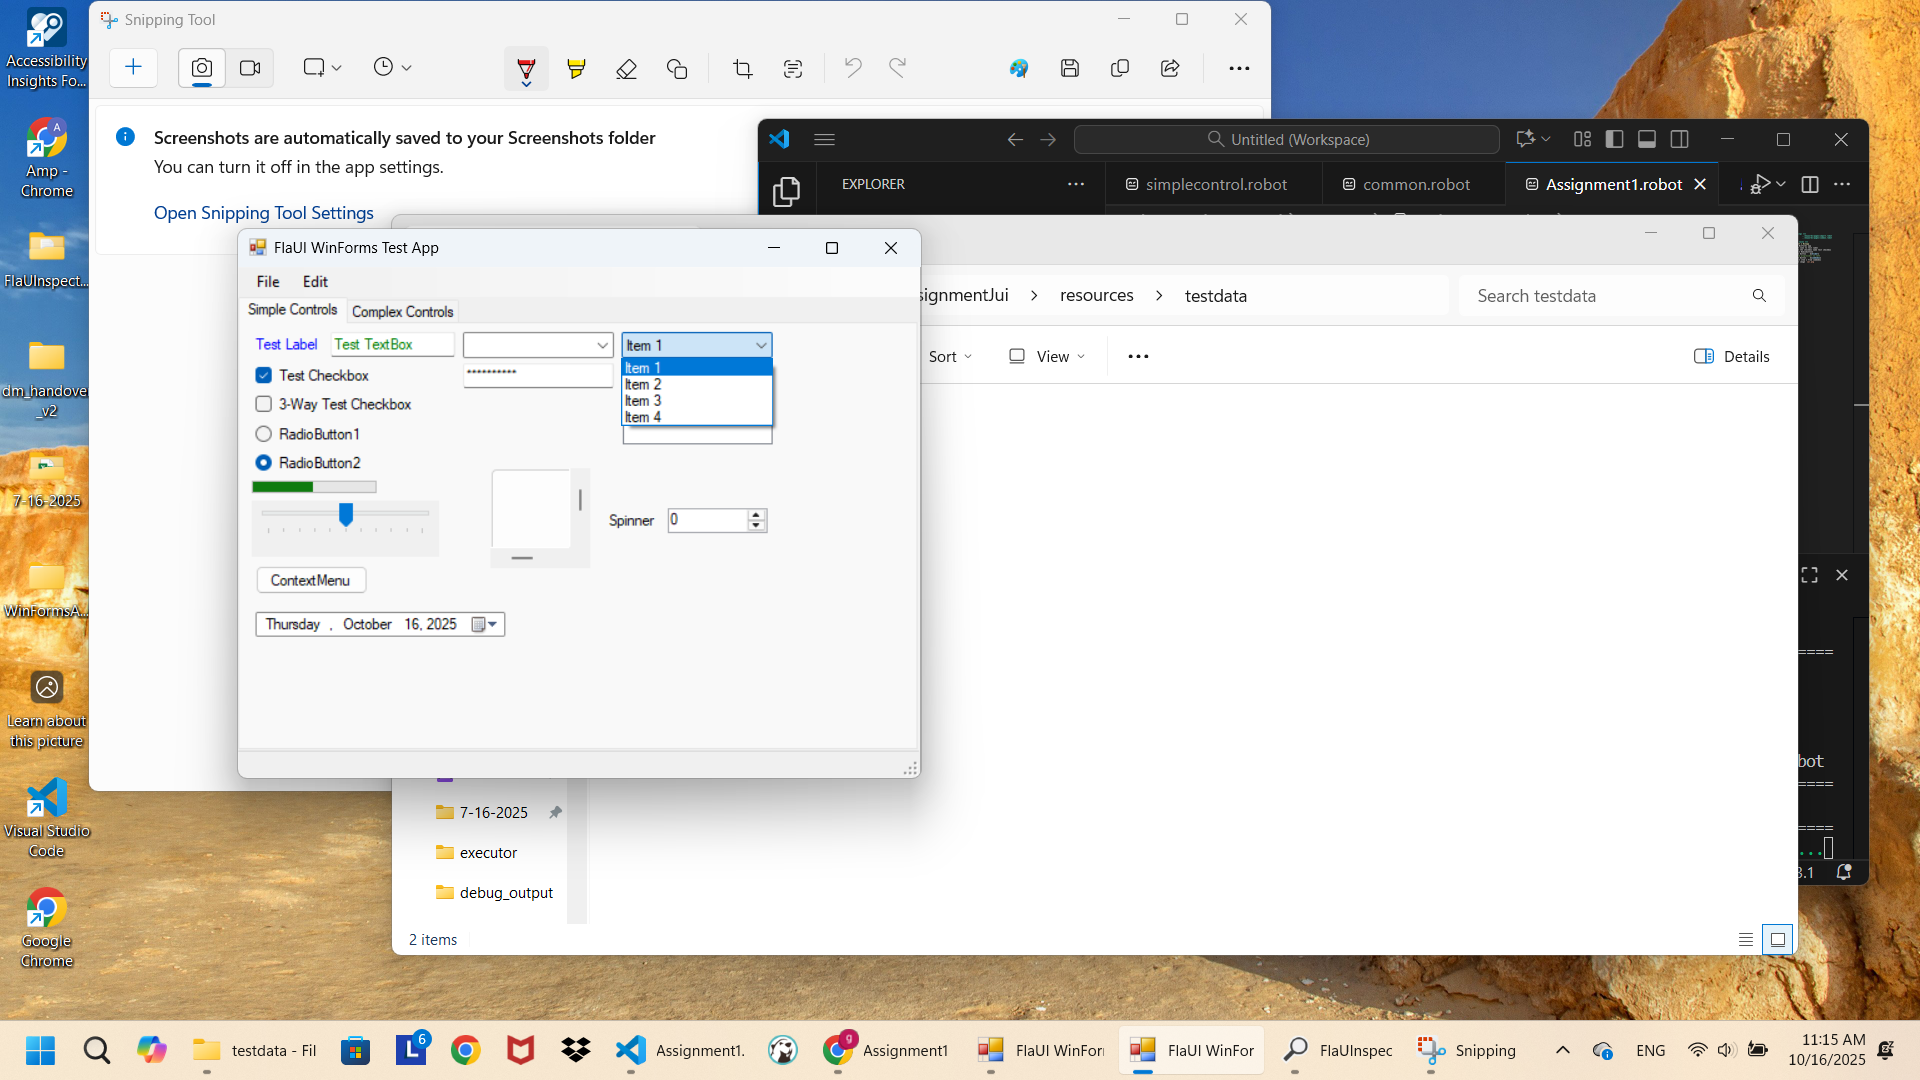 Accessibility
Insights Fo...
Amp -
Chrome
FlaUInspect...
dm_handover
_v2
7-16-2025
WinFormsA...
Learn about
this picture
Visual Studio
Code
Google
Chrome
Snipping Tool
Screenshots are automatically saved to your Screenshots folder
You can turn it off in the app settings.
Open Snipping Tool Settings
Untitled (Workspace)
EXPLORER
simplecontrol.robot
common.robot
Assignment1.robot
signmentJui
resources
testdata
Search testdata
Sort
View
Details
FlaUI WinForms Test App
File
Edit
Simple Controls
Complex Controls
Test Label
Test TextBox
Item 1
Item 1
Item 2
Item 3
Item 4
Test Checkbox
**********
3-Way Test Checkbox
RadioButton1
RadioButton2
Spinner
0
ContextMenu
Thursday , October 16, 2025
====
bot
====
====
...
3.1
7-16-2025
executor
debug_output
2 items
testdata - Fil
6
Assignment1.
g
Assignment1
FlaUI WinForm
FlaUI WinFor
FlaUInspec
Snipping
ENG
11:15 AM
10/16/2025